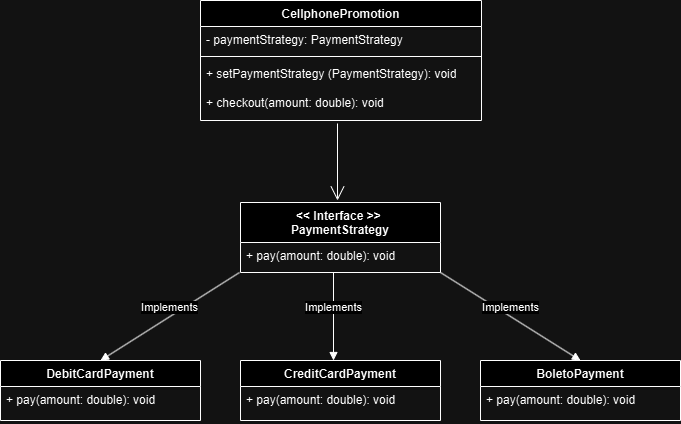 CellphonePromotion
- paymentStrategy: PaymentStrategy
+ setPaymentStrategy (PaymentStrategy): void
+ checkout(amount: double): void
<< Interface >>
PaymentStrategy
+ pay(amount: double): void
Implements
Implements
Implements
DebitCardPayment
+ pay(amount: double): void
CreditCardPayment
+ pay(amount: double): void
BoletoPayment
+ pay(amount: double): void